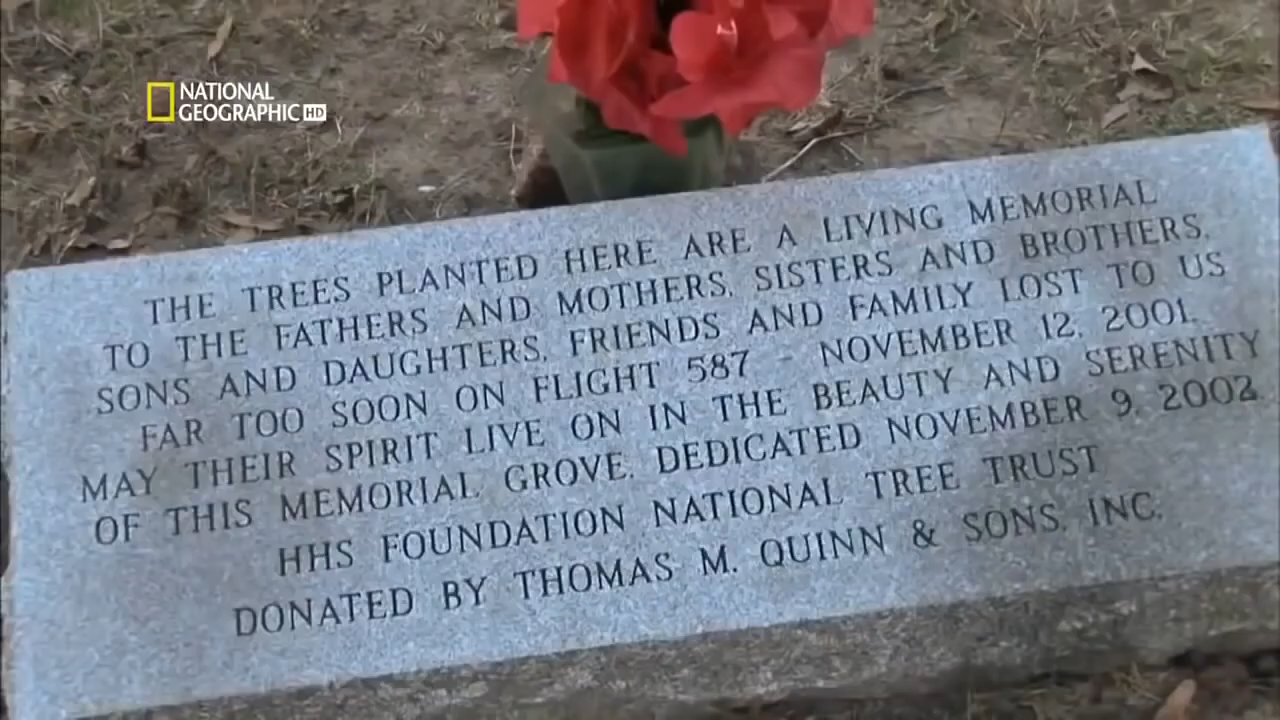 NATIONAL
GEOGRAPHIC HD
THE TREES PLANTED HERE ARE A LIVING MEMORIAL
TO THE FATHERS AND MOTHERS, SISTERS AND BROTHERS,
SONS AND DAUGHTERS, FRIENDS AND FAMILY LOST TO US
FAR TOO SOON ON FLIGHT 587 - NOVEMBER 12, 2001.
MAY THEIR SPIRIT LIVE ON IN THE BEAUTY AND SERENITY
OF THIS MEMORIAL GROVE. DEDICATED NOVEMBER 9, 2002
HHS FOUNDATION NATIONAL TREE TRUST
DONATED BY THOMAS M. QUINN & SONS, INC.